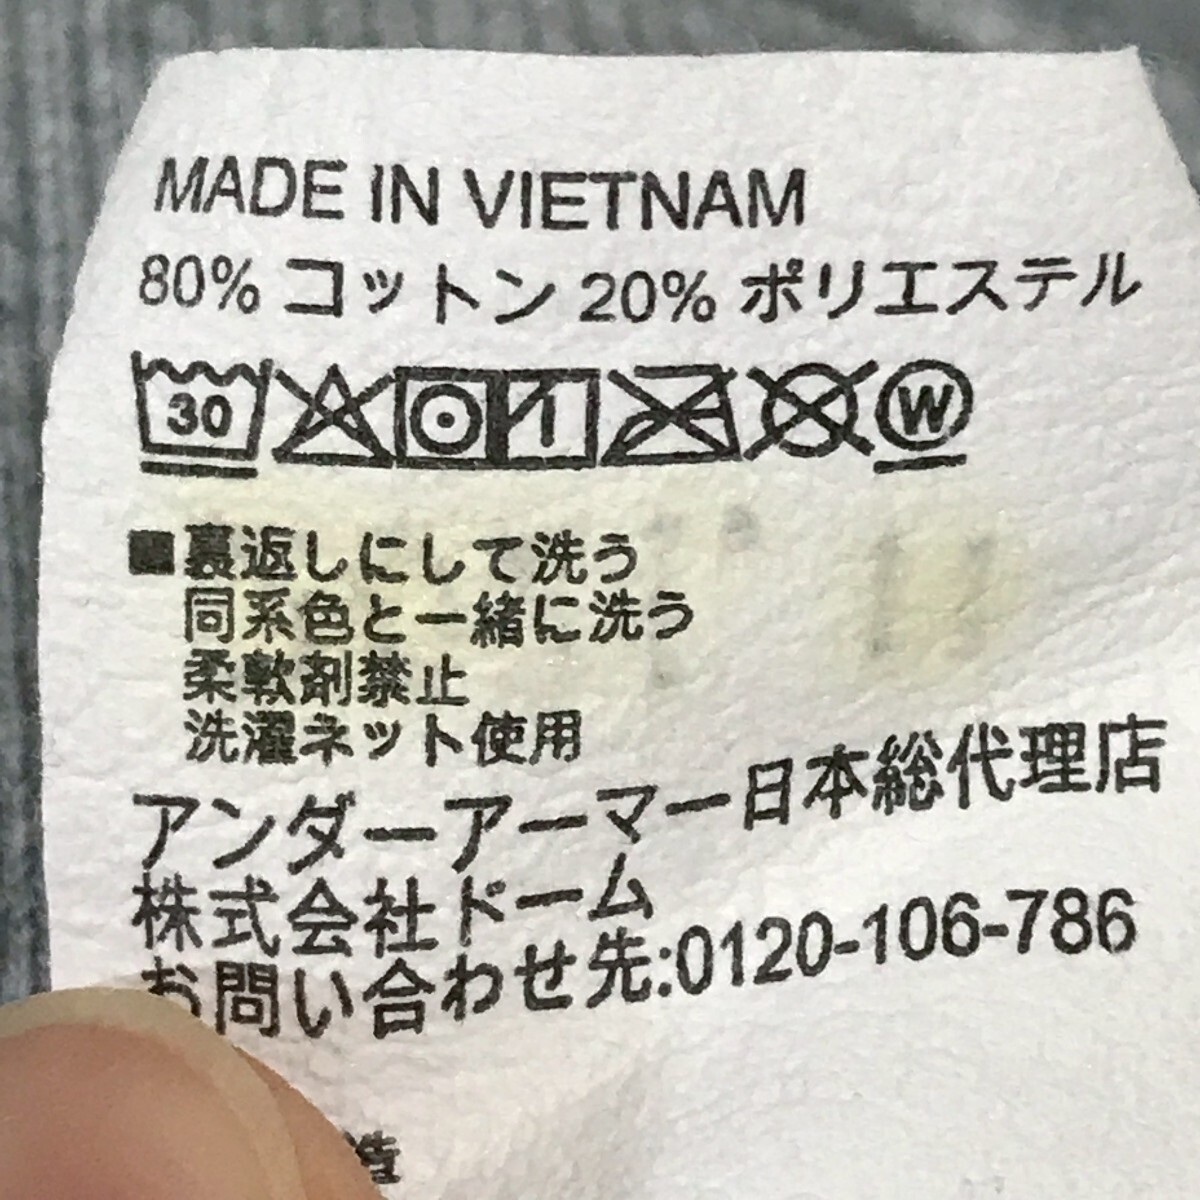 MADE IN VIETNAM
80% コットン 20% ポリエステル
30 W
■裏返しにして洗う
同系色と一緒に洗う
柔軟剤禁止
洗濯ネット使用
アンダーアーマー日本総代理店
株式会社ドーム
お問い合わせ先:0120-106-786
造